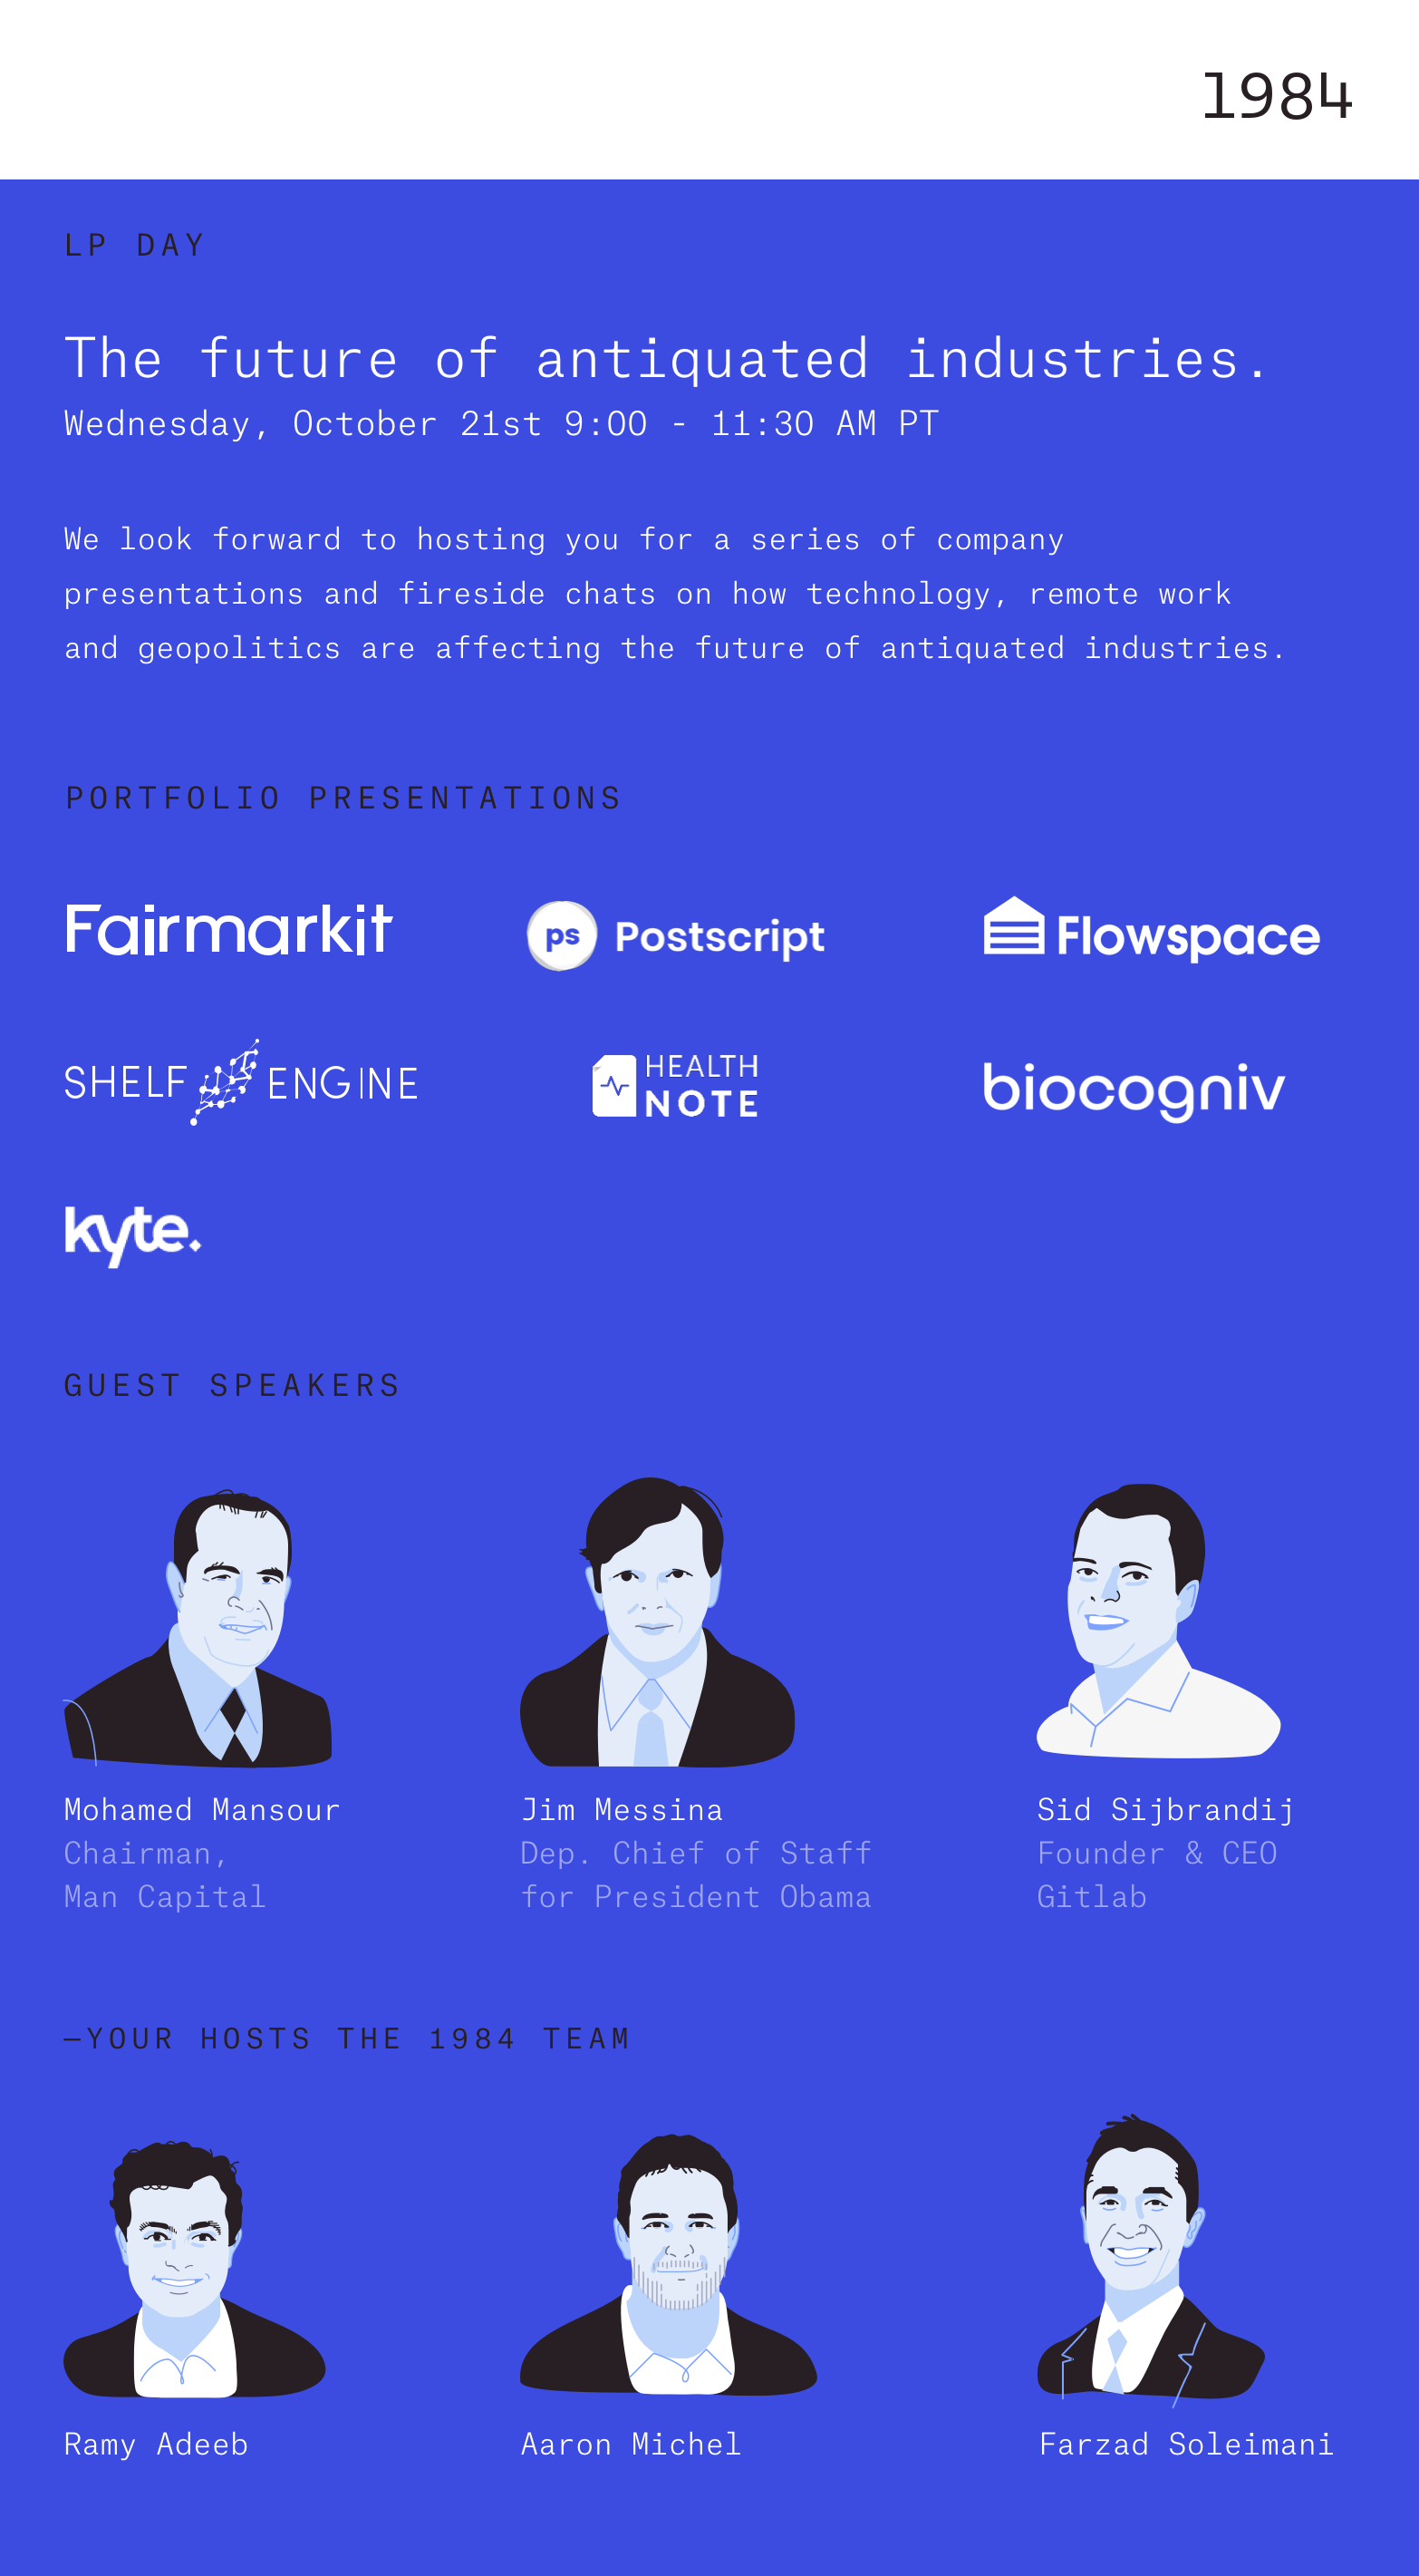 1984
LP DAY
The future of antiquated industries.
Wednesday, October 21st 9:00 - 11:30 AM PT
We look forward to hosting you for a series of company
presentations and fireside chats on how technology, remote work
and geopolitics are affecting the future of antiquated industries.
PORTFOLIO PRESENTATIONS
Fairmarkit
ps Postscript
Flowspace
SHELF ENGINE
HEALTH
NOTE
biocogniv
kyte.
GUEST SPEAKERS
Mohamed Mansour
Chairman,
Man Capital
Jim Messina
Dep. Chief of Staff
for President Obama
Sid Sijbrandij
Founder & CEO
Gitlab
—YOUR HOSTS THE 1984 TEAM
Ramy Adeeb
Aaron Michel
Farzad Soleimani